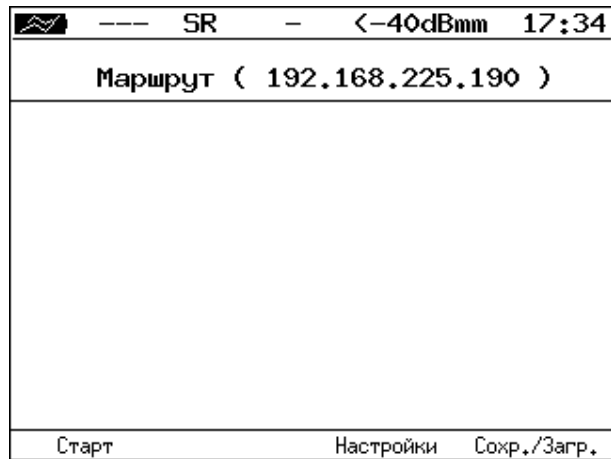 --- SR - <-40dBmm 17:34
Маршрут ( 192.168.225.190 )
Старт Настройки Сохр./Загр.